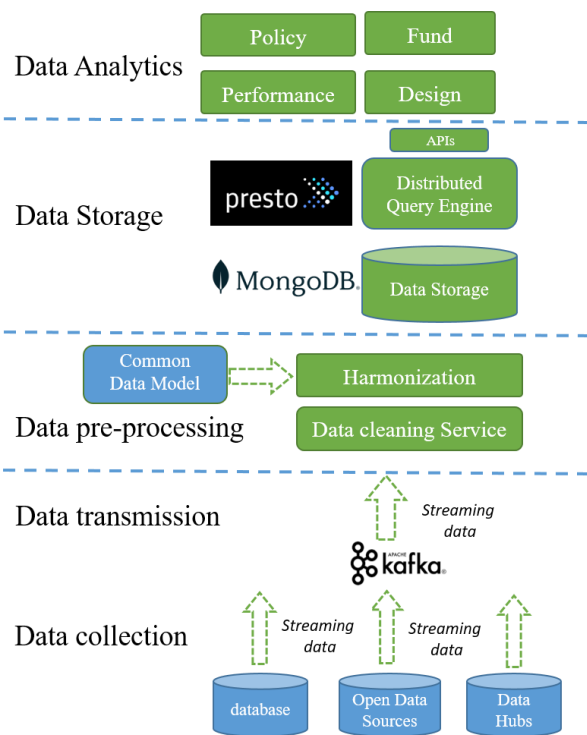 Policy
Fund
Data Analytics
Performance
Design
APIs
presto
Distributed
Query Engine
Data Storage
MongoDB®
Data Storage
Common
Data Model
Harmonization
Data pre-processing
Data cleaning Service
Data transmission
Streaming
data
APACHE
kafka®
Data collection
Streaming
data
Streaming
data
database
Open Data
Sources
Data
Hubs